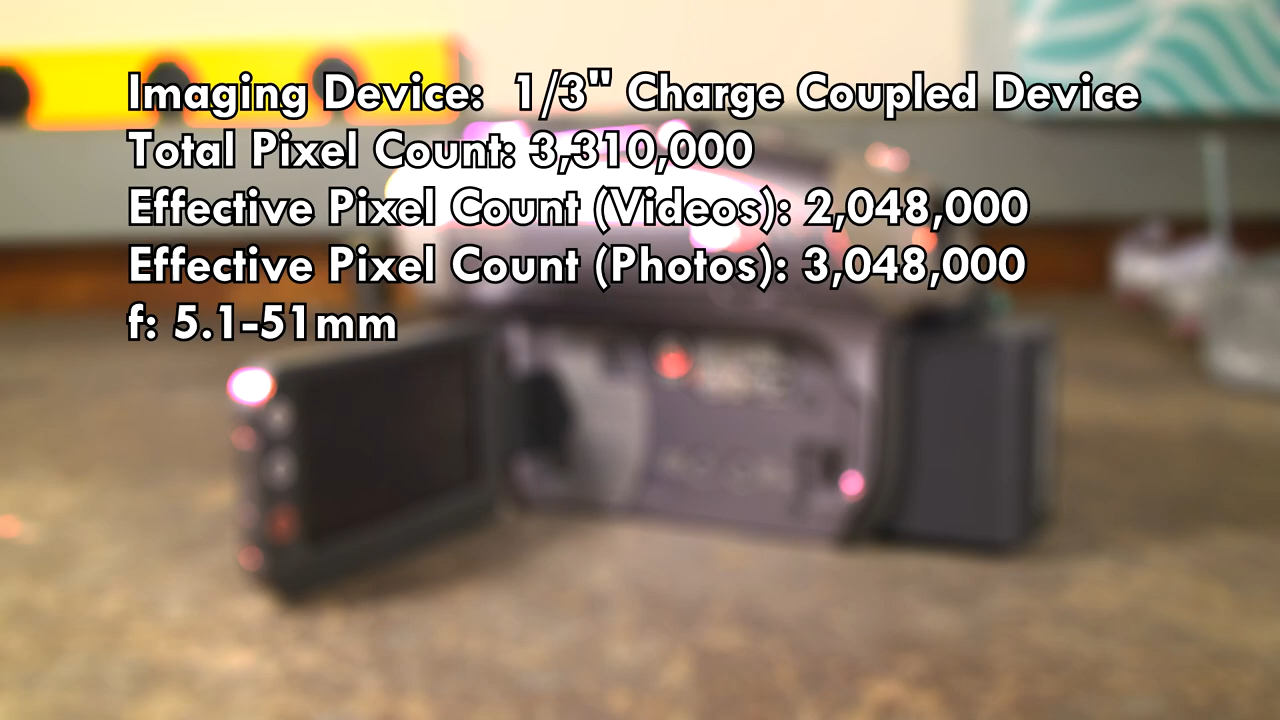 Imaging Device:  1/3" Charge Coupled Device
Total Pixel Count: 3,310,000
Effective Pixel Count (Videos): 2,048,000
Effective Pixel Count (Photos): 3,048,000
f: 5.1-51mm